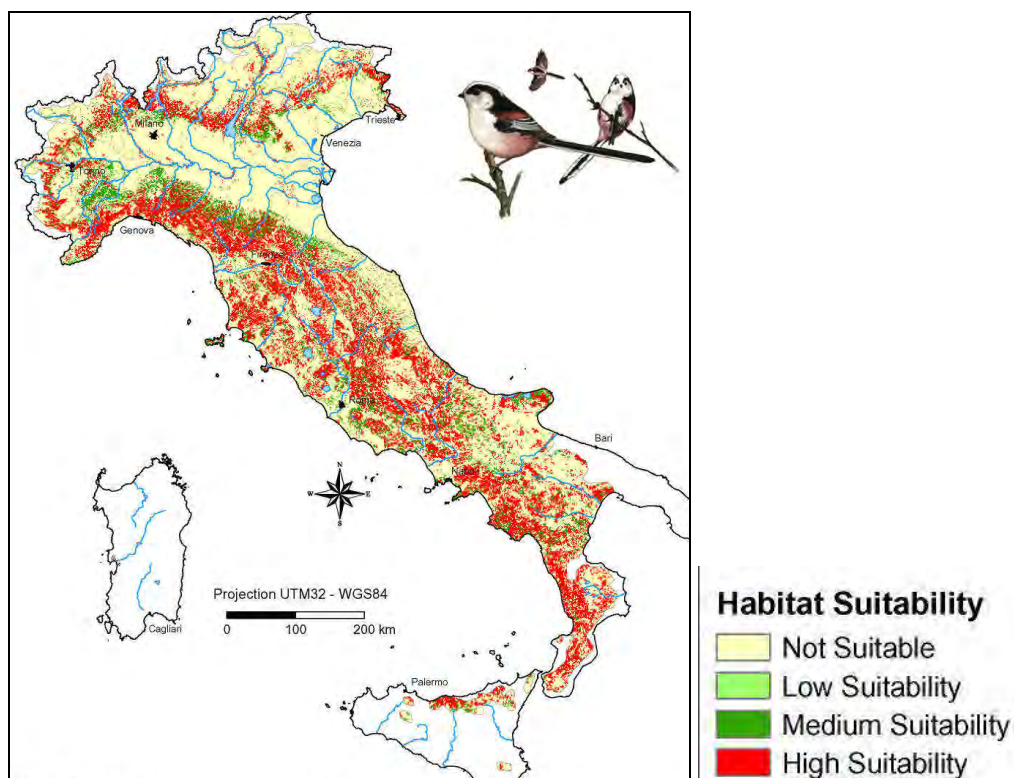 Milano
Trieste
Venezia
Torino
Genova
Firenze
Roma
Bari
Napoli
N
W E
S
Projection UTM32 - WGS84
0 100 200 km
Cagliari
Palermo
Habitat Suitability
Not Suitable
Low Suitability
Medium Suitability
High Suitability